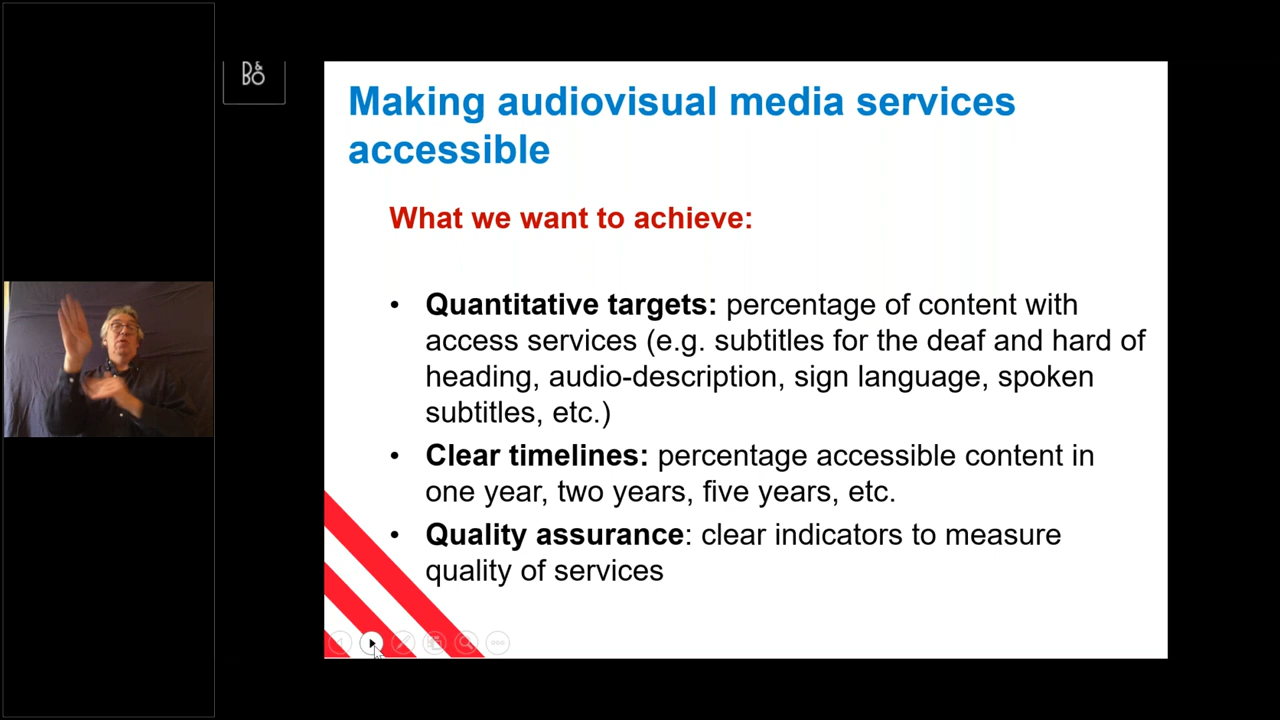 B&
BO
Making audiovisual media services
accessible
What we want to achieve:
• Quantitative targets: percentage of content with
access services (e.g. subtitles for the deaf and hard of
heading, audio-description, sign language, spoken
subtitles, etc.)
• Clear timelines: percentage accessible content in
one year, two years, five years, etc.
• Quality assurance: clear indicators to measure
quality of services